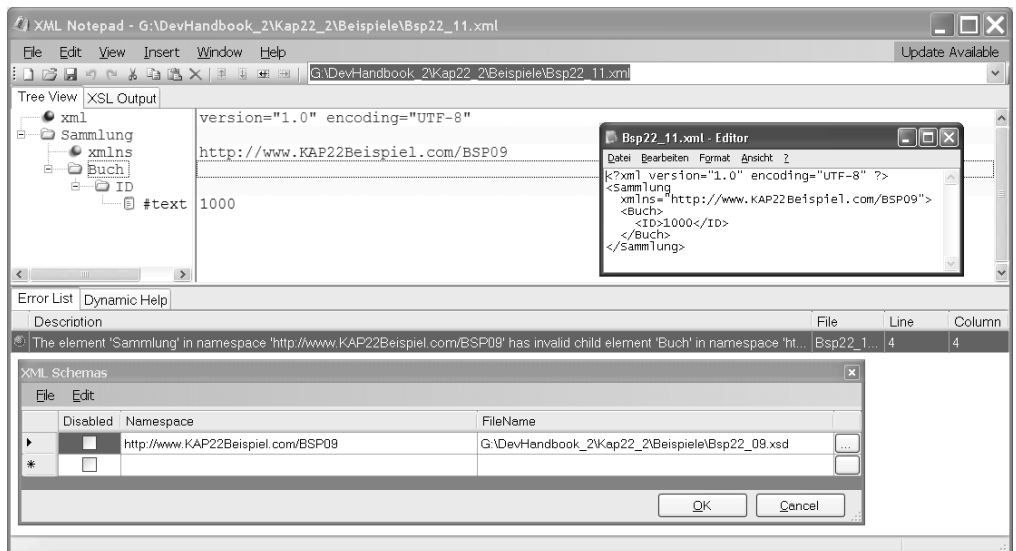 XML Notepad - G:\DevHandbook_2\Kap22_2\Beispiele\Bsp22_11.xml
File Edit View Insert Window Help Update Available
G:\DevHandbook_2\Kap22_2\Beispiele\Bsp22_11.xml
Tree View XSL Output
xml version="1.0" encoding="UTF-8"
Sammlung
xmlns http://www.KAP22Beispiel.com/BSP09
Buch
ID
#text 1000
Bsp22_11.xml - Editor
Datei Bearbeiten Format Ansicht ?
<?xml version="1.0" encoding="UTF-8" ?>
<Sammlung
xmlns="http://www.KAP22Beispiel.com/BSP09">
<Buch>
<ID>1000</ID>
</Buch>
</Sammlung>
Error List Dynamic Help
Description File Line Column
The element 'Sammlung' in namespace 'http://www.KAP22Beispiel.com/BSP09' has invalid child element 'Buch' in namespace 'ht... Bsp22_1... 4 4
XML Schemas
File Edit
Disabled Namespace FileName
http://www.KAP22Beispiel.com/BSP09 G:\DevHandbook_2\Kap22_2\Beispiele\Bsp22_09.xsd ...
OK Cancel